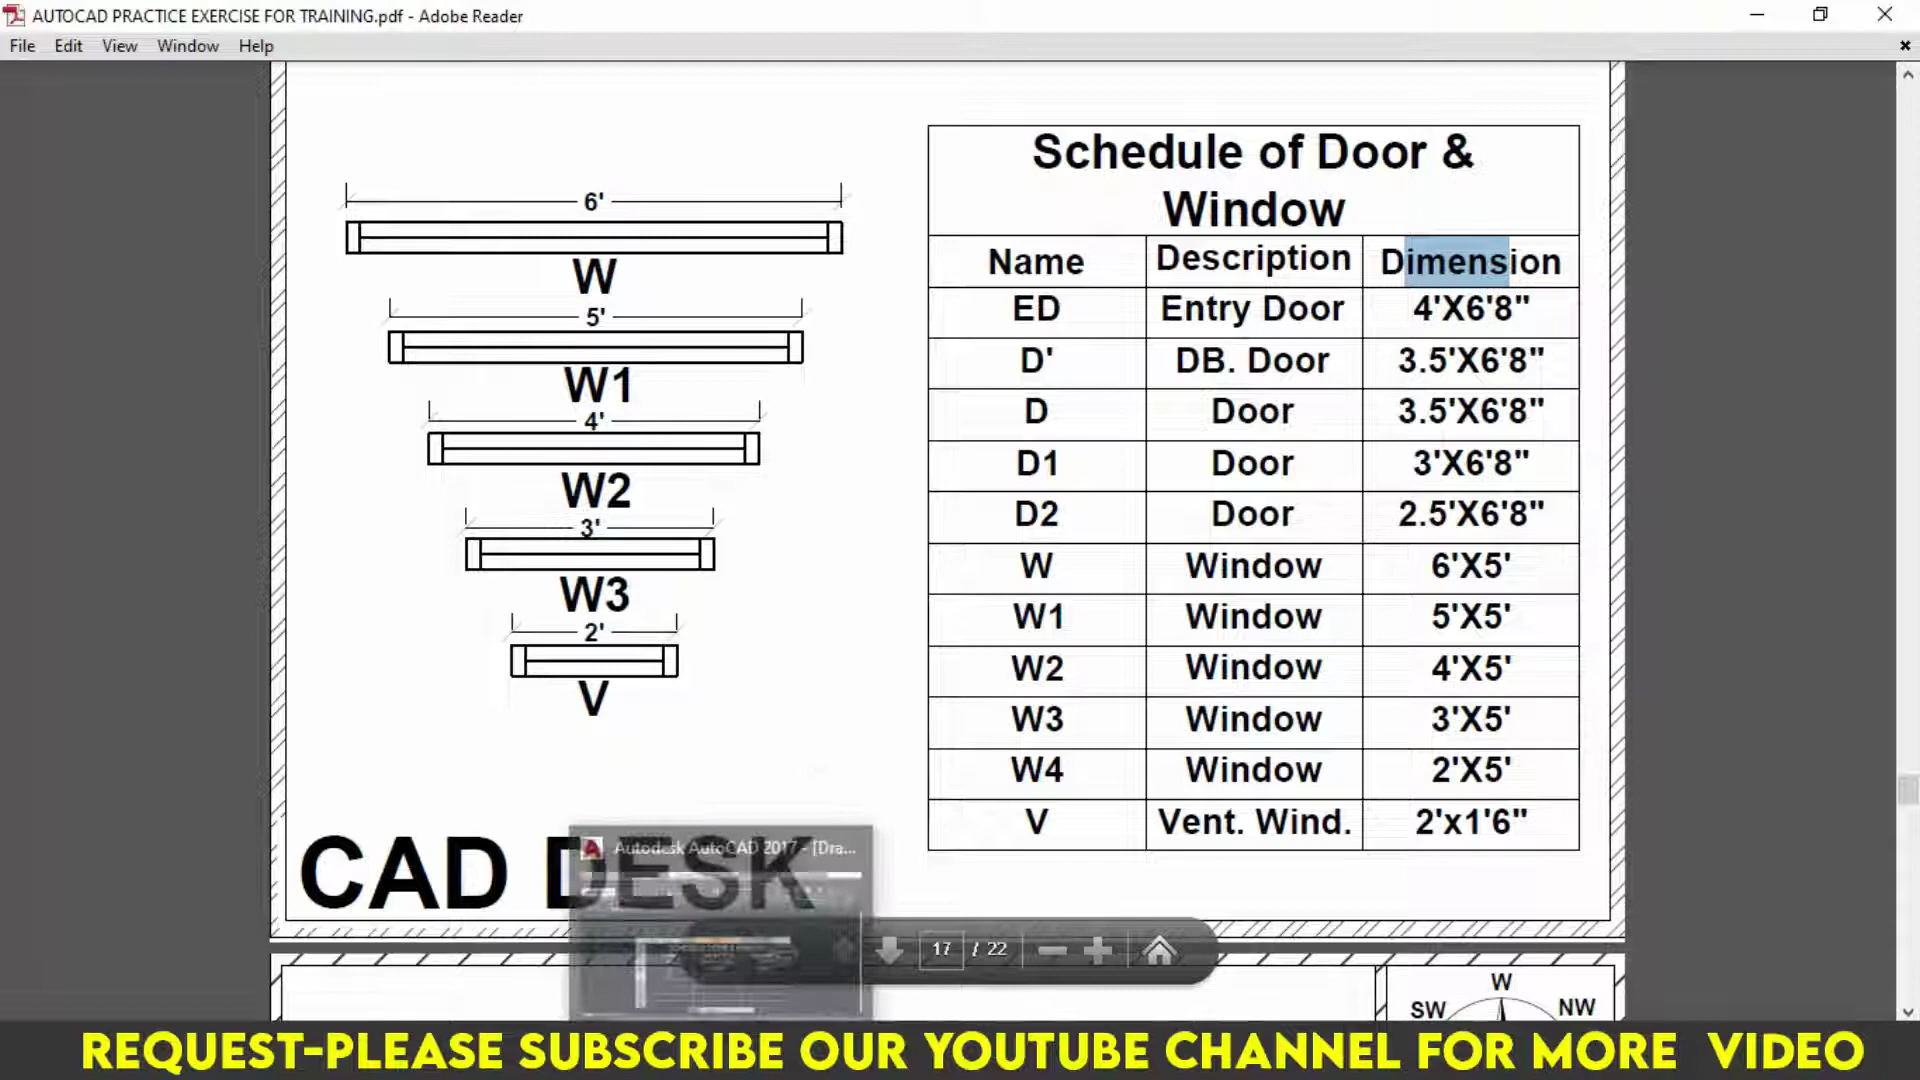 AUTOCAD PRACTICE EXERCISE FOR TRAINING.pdf - Adobe Reader
File Edit View Window Help
6'
W
5'
W1
4'
W2
3'
W3
2'
V
Schedule of Door &
Window
Name Description Dimension
ED Entry Door 4'X6'8"
D' DB. Door 3.5'X6'8"
D Door 3.5'X6'8"
D1 Door 3'X6'8"
D2 Door 2.5'X6'8"
W Window 6'X5'
W1 Window 5'X5'
W2 Window 4'X5'
W3 Window 3'X5'
W4 Window 2'X5'
V Vent. Wind. 2'x1'6"
CAD DESK
Autodesk AutoCAD 2017 - [Dra...
17 / 22
W
SW NW
REQUEST-PLEASE SUBSCRIBE OUR YOUTUBE CHANNEL FOR MORE VIDEO